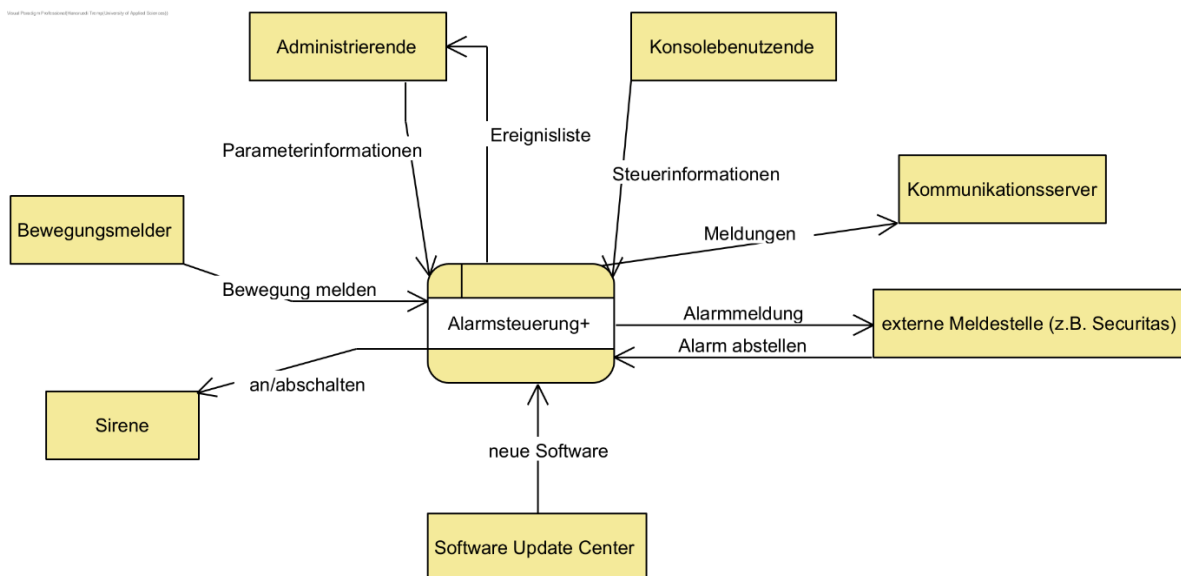 Administrierende
Konsolebenutzende
Ereignisliste
Parameterinformationen
Steuerinformationen
Kommunikationsserver
Bewegungsmelder
Meldungen
Bewegung melden
Alarmsteuerung+
Alarmmeldung
externe Meldestelle (z.B. Securitas)
Alarm abstellen
an/abschalten
Sirene
neue Software
Software Update Center